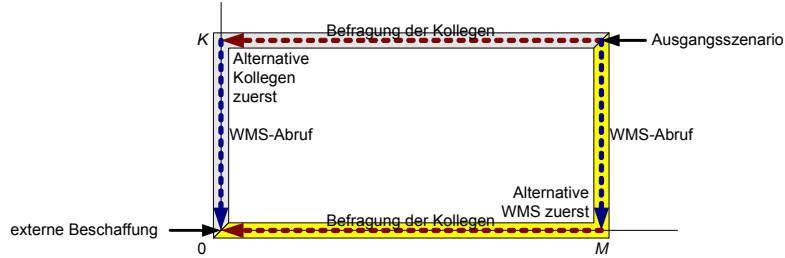 Befragung der Kollegen
K
Ausgangsszenario
Alternative
Kollegen
zuerst
WMS-Abruf
WMS-Abruf
Alternative
WMS zuerst
Befragung der Kollegen
externe Beschaffung
0
M